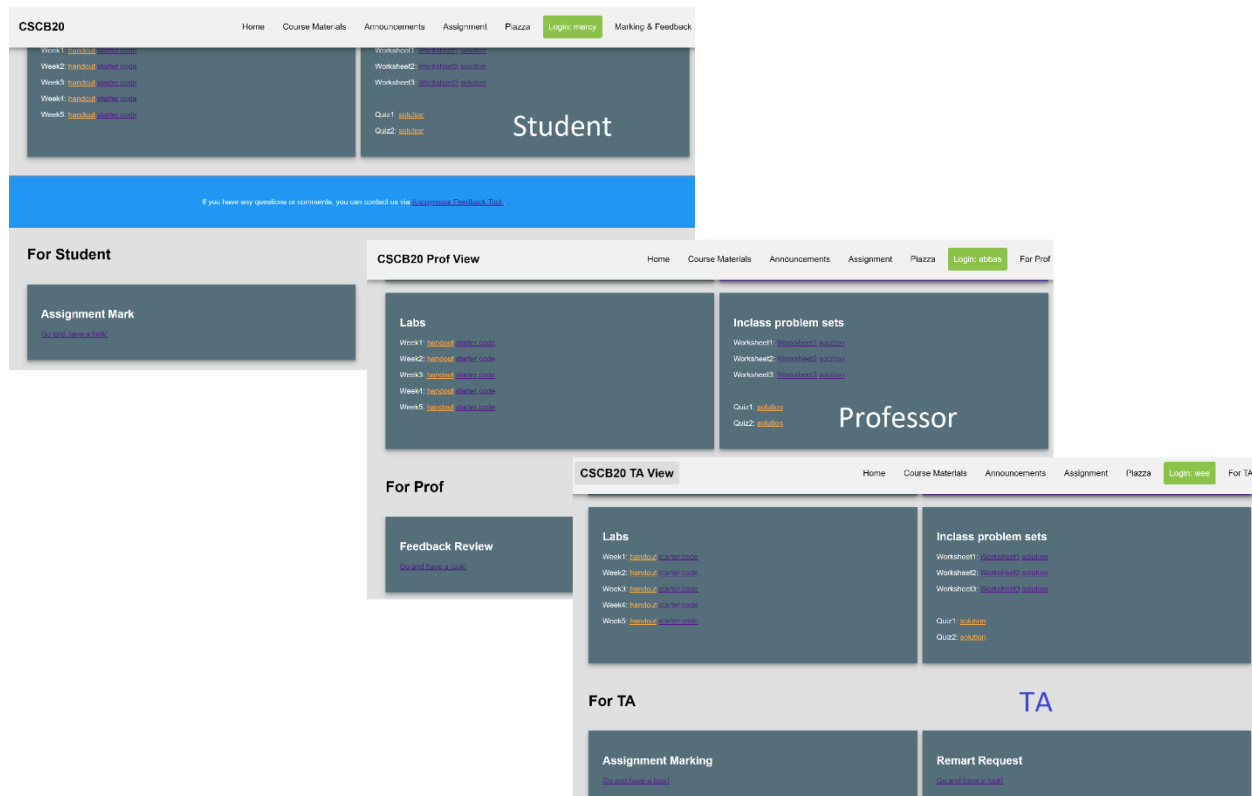 CSCB20 Home Course Materials Announcements Assignment Piazza Login: mercy Marking & Feedback
Week1: handout starter code
Week2: handout starter code
Week3: handout starter code
Week4: handout starter code
Week5: handout starter code
Worksheet1: Worksheet1 solution
Worksheet2: Worksheet2 solution
Worksheet3: Worksheet3 solution
Quiz1: solution
Quiz2: solution
Student
If you have any questions or comments, you can contact us via Anonymous Feedback Tool.
For Student
Assignment Mark
Go and have a look!
CSCB20 Prof View Home Course Materials Announcements Assignment Piazza Login: abbas For Prof
Labs
Week1: handout starter code
Week2: handout starter code
Week3: handout starter code
Week4: handout starter code
Week5: handout starter code
Inclass problem sets
Worksheet1: Worksheet1 solution
Worksheet2: Worksheet2 solution
Worksheet3: Worksheet3 solution
Quiz1: solution
Quiz2: solution
Professor
For Prof
Feedback Review
Go and have a look!
CSCB20 TA View Home Course Materials Announcements Assignment Piazza Login: wee For TA
Labs
Week1: handout starter code
Week2: handout starter code
Week3: handout starter code
Week4: handout starter code
Week5: handout starter code
Inclass problem sets
Worksheet1: Worksheet1 solution
Worksheet2: Worksheet2 solution
Worksheet3: Worksheet3 solution
Quiz1: solution
Quiz2: solution
For TA
TA
Assignment Marking
Go and have a look!
Remart Request
Go and have a look!